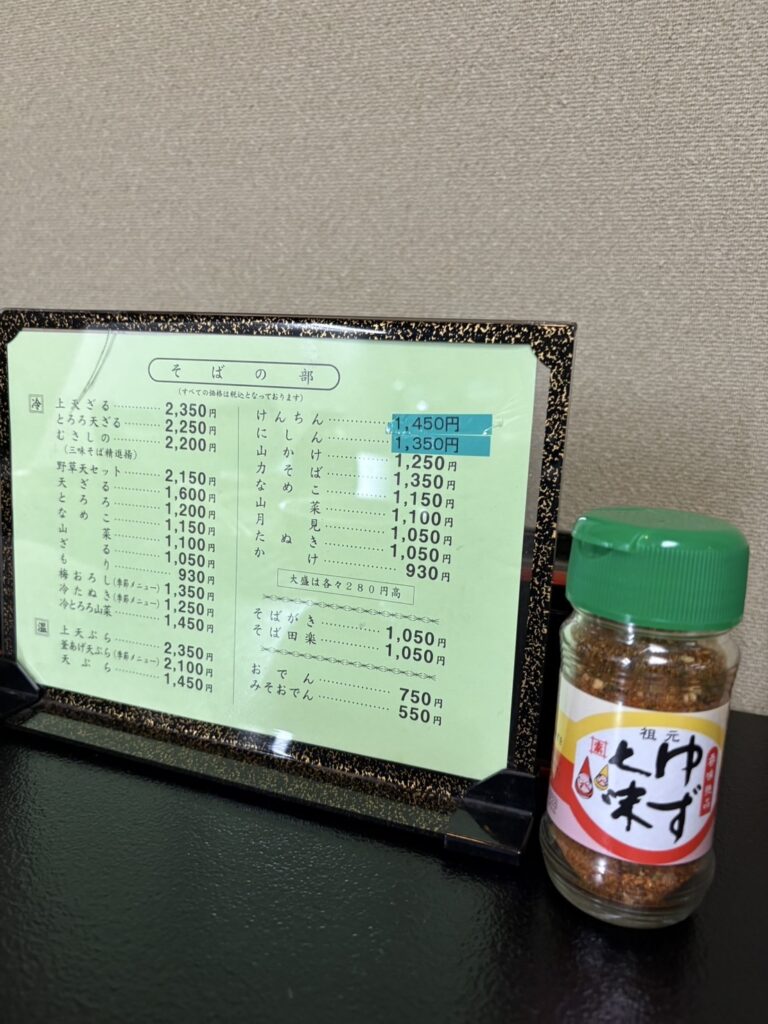 そばの部
(すべての価格は税込となっております)
冷
上天ざる............2,350円
とろろ天ざる............2,250円
むさしの............2,200円
(三味そば精進揚)
野草天セット............2,150円
天ざる............1,600円
とろろ............1,200円
なめこ............1,150円
山菜............1,100円
ざる............1,050円
もり............930円
梅おろし(季節メニュー)1,350円
冷たぬき(季節メニュー)1,250円
冷とろろ山菜............1,450円
温
上天ぷら............2,350円
釜あげ天ぷら(季節メニュー)2,100円
天ぷら............1,450円
けんちん............1,450円
にしん............1,350円
山かけ............1,250円
力そば............1,350円
なめこ............1,150円
山菜............1,100円
月見............1,050円
たぬき............1,050円
かけ............930円
大盛は各々280円高
そばがき............1,050円
そば田楽............1,050円
おでん............750円
みそおでん............550円
祖元
ゆず
七味